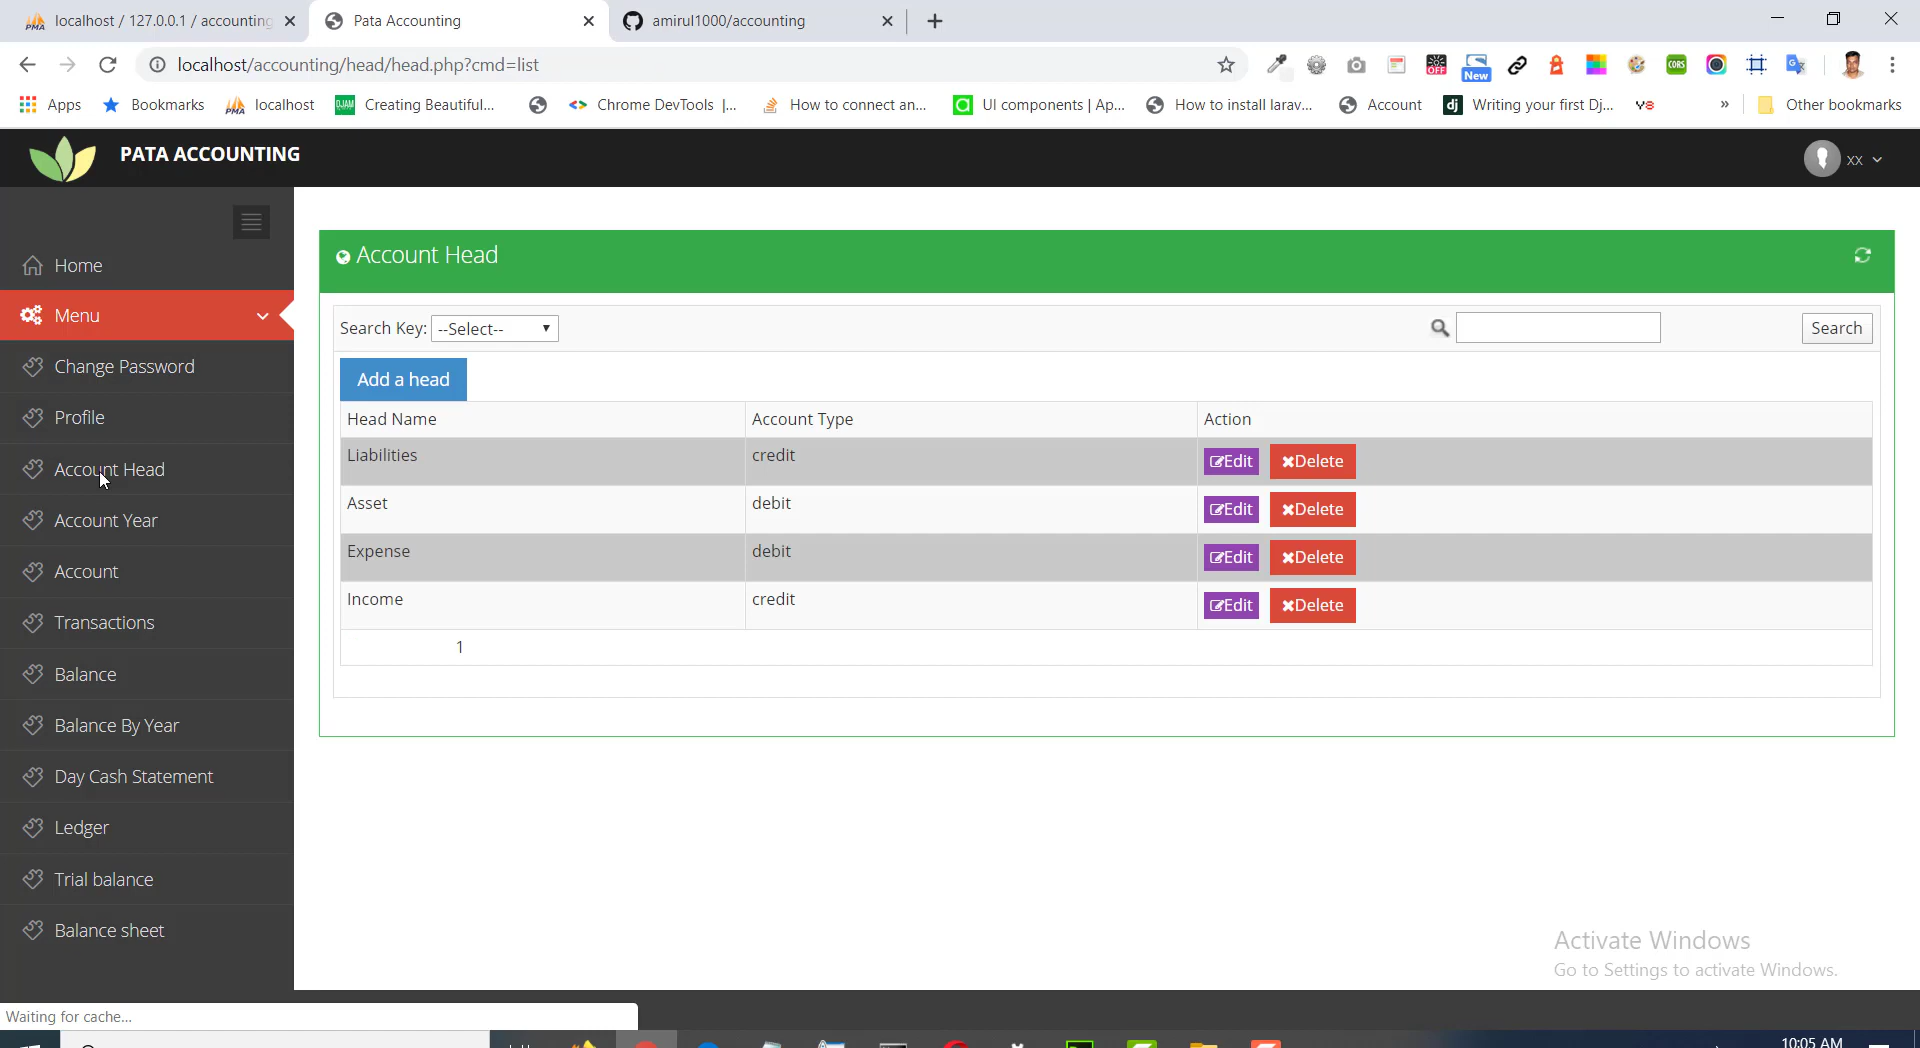 localhost / 127.0.0.1 / accounting
Pata Accounting
amirul1000/accounting
localhost/accounting/head/head.php?cmd=list
OFF
New
CORS
Apps
Bookmarks
localhost
DJAM
Creating Beautiful...
Chrome DevTools |...
How to connect an...
UI components | Ap...
How to install larav...
Account
dj
Writing your first Dj...
»
Other bookmarks
PATA ACCOUNTING
xx
Home
Menu
Change Password
Profile
Account Head
Account Year
Account
Transactions
Balance
Balance By Year
Day Cash Statement
Ledger
Trial balance
Balance sheet
Account Head
Search Key: --Select--
Search
Add a head
Head Name Account Type Action
Liabilities credit Edit Delete
Asset debit Edit Delete
Expense debit Edit Delete
Income credit Edit Delete
1
Activate Windows
Go to Settings to activate Windows.
Waiting for cache...
10:05 AM